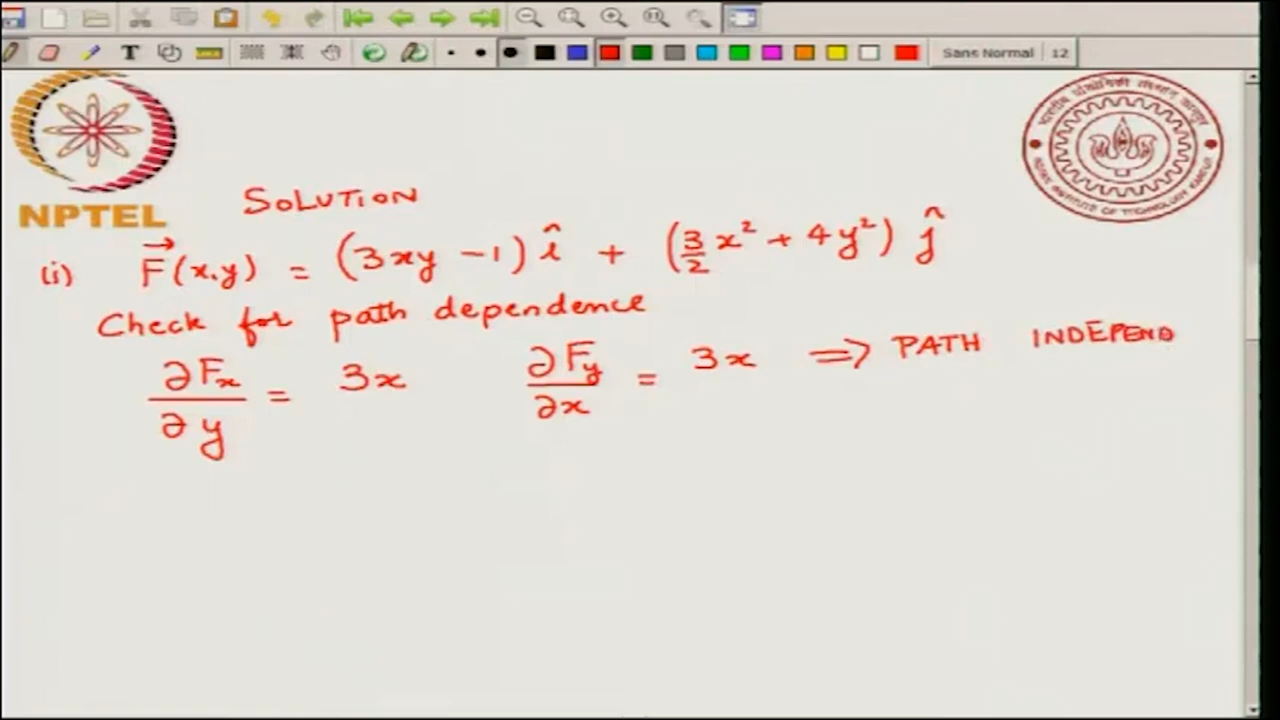 Sans Normal 12
NPTEL
SOLUTION
(i) F⃗(x,y) = (3xy -1) î + (3/2 x² + 4y²) ĵ
Check for path dependence
∂Fx/∂y = 3x ∂Fy/∂x = 3x ⇒ PATH INDEPEND